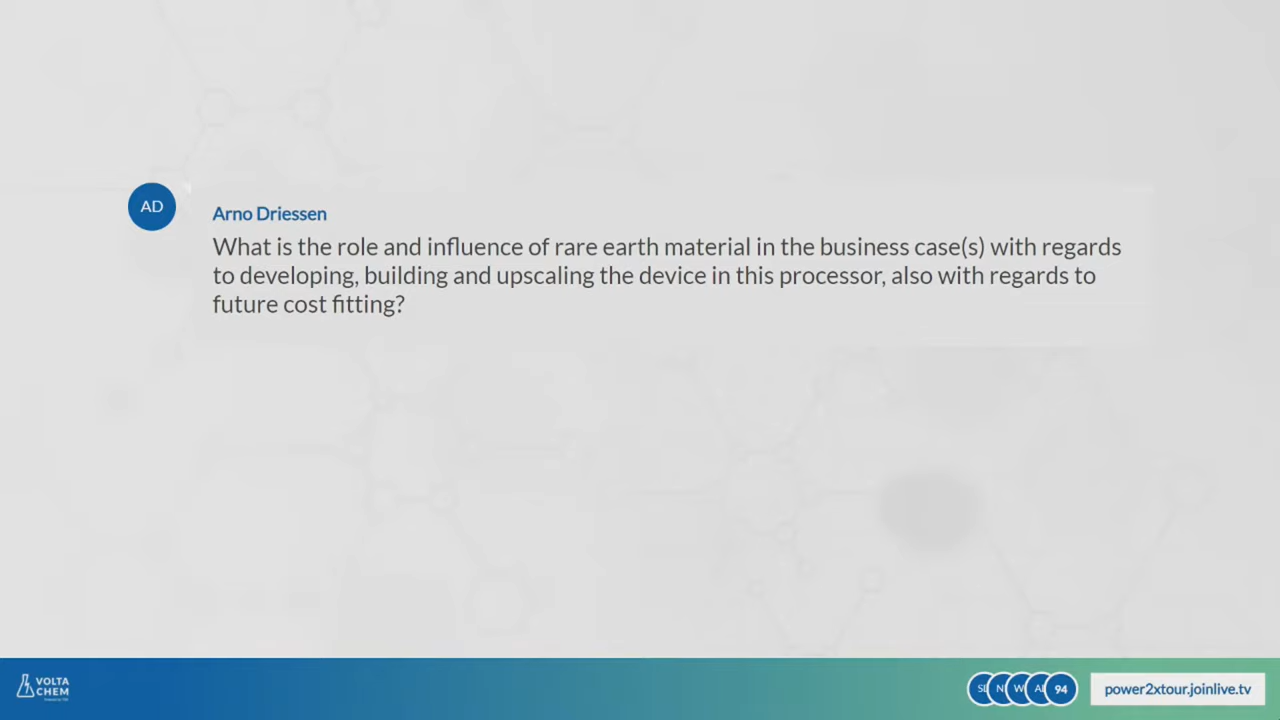 AD
Arno Driessen
What is the role and influence of rare earth material in the business case(s) with regards
to developing, building and upscaling the device in this processor, also with regards to
future cost fitting?
VOLTA
CHEM
94
power2xtour.joinlive.tv